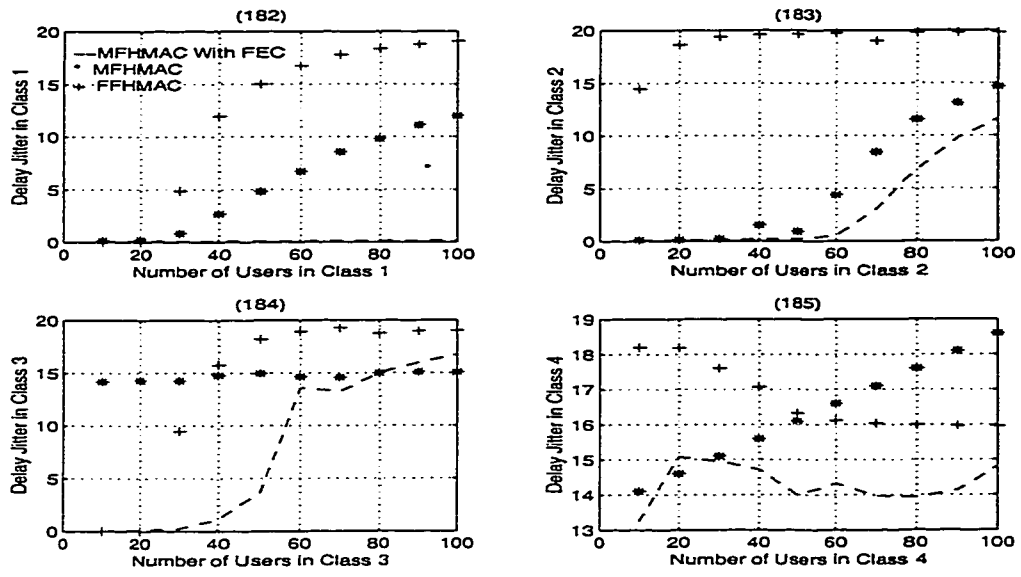 (182)
20
15
10
5
0
Delay Jitter in Class 1
MFHMAC With FEC
MFHMAC
FFHMAC
0 20 40 60 80 100
Number of Users in Class 1
(183)
20
15
10
5
0
Delay Jitter in Class 2
0 20 40 60 80 100
Number of Users in Class 2
(184)
20
15
10
5
0
Delay Jitter in Class 3
0 20 40 60 80 100
Number of Users in Class 3
(185)
19
18
17
16
15
14
13
Delay Jitter in Class 4
0 20 40 60 80 100
Number of Users in Class 4